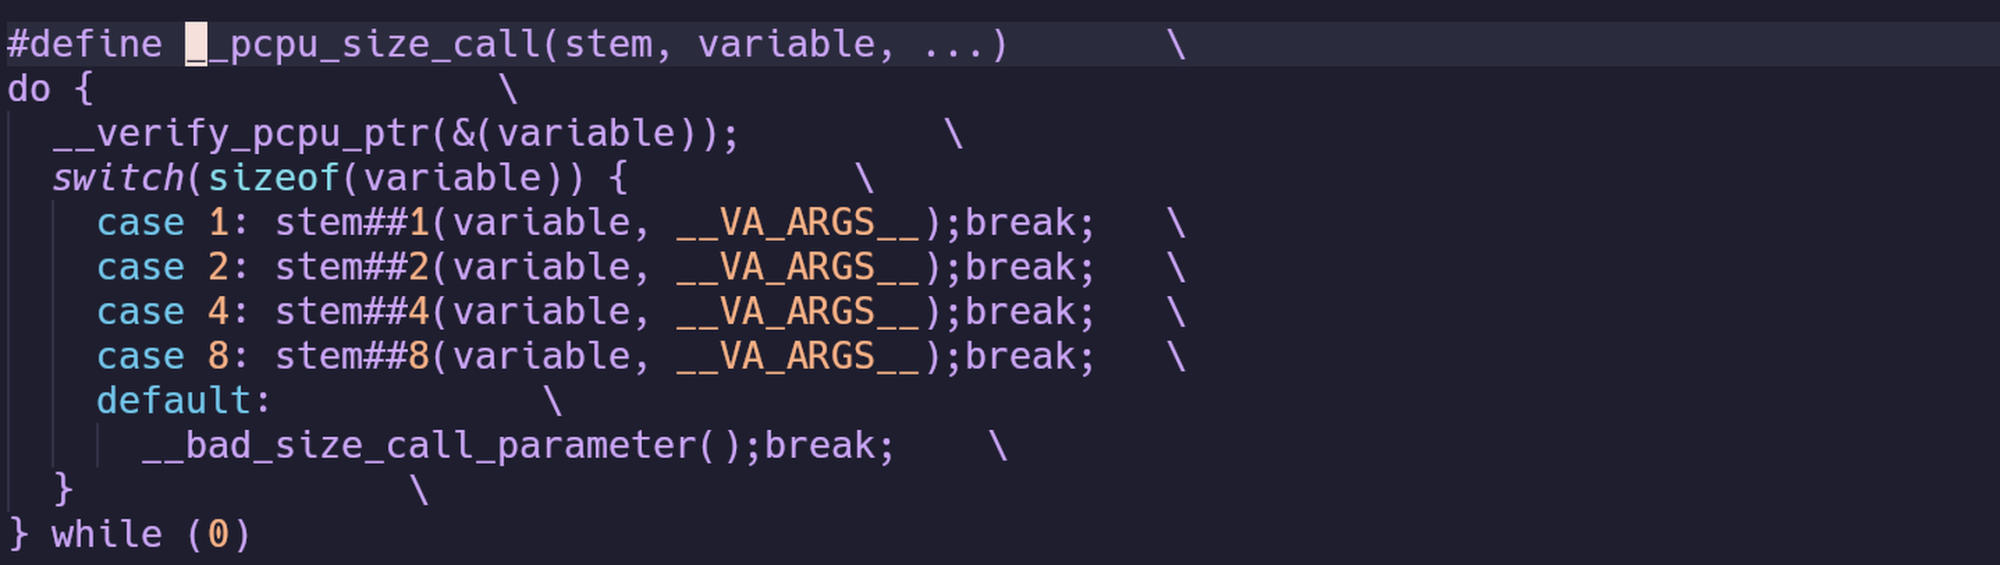 #define __pcpu_size_call(stem, variable, ...)       \
do {                  \
  __verify_pcpu_ptr(&(variable));         \
  switch(sizeof(variable)) {          \
    case 1: stem##1(variable, __VA_ARGS__);break;   \
    case 2: stem##2(variable, __VA_ARGS__);break;   \
    case 4: stem##4(variable, __VA_ARGS__);break;   \
    case 8: stem##8(variable, __VA_ARGS__);break;   \
    default:            \
      __bad_size_call_parameter();break;    \
  }               \
} while (0)